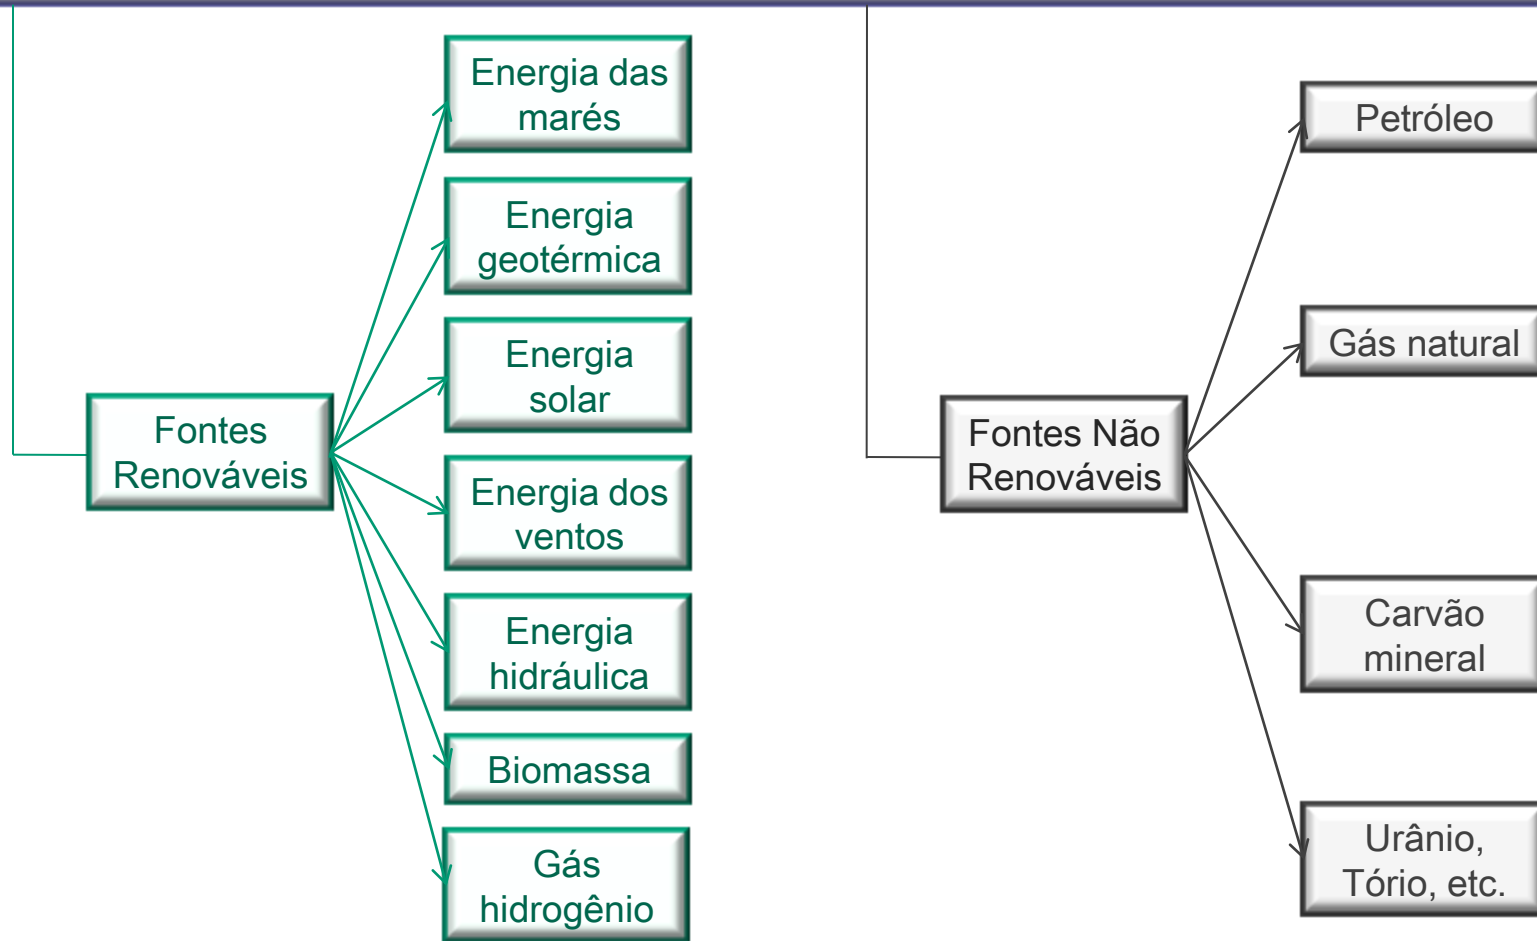 Fontes
Renováveis
Energia das
marés
Energia
geotérmica
Energia
solar
Energia dos
ventos
Energia
hidráulica
Biomassa
Gás
hidrogênio
Fontes Não
Renováveis
Petróleo
Gás natural
Carvão
mineral
Urânio,
Tório, etc.